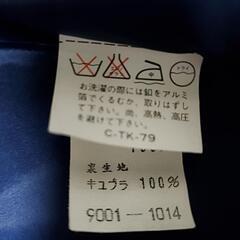 ドライ
お洗濯の際には釦をアルミ
箔でくるむか、取りはずし
て下さい。尚、高熱、高圧
を避けて下さい。
C-TK-79
裏生地
キュプラ 100%
9001-1014